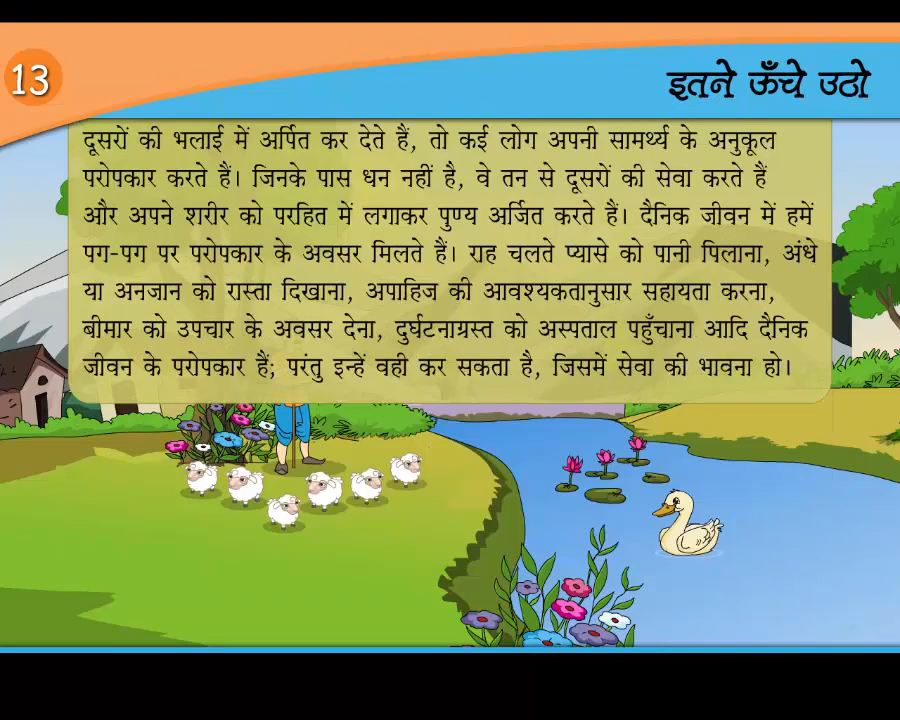 13
इतने ऊँचे उठो
दूसरों की भलाई में अर्पित कर देते हैं, तो कई लोग अपनी सामर्थ्य के अनुकूल
परोपकार करते हैं। जिनके पास धन नहीं है, वे तन से दूसरों की सेवा करते हैं
और अपने शरीर को परहित में लगाकर पुण्य अर्जित करते हैं। दैनिक जीवन में हमें
पग-पग पर परोपकार के अवसर मिलते हैं। राह चलते प्यासे को पानी पिलाना, अंधे
या अनजान को रास्ता दिखाना, अपाहिज की आवश्यकतानुसार सहायता करना,
बीमार को उपचार के अवसर देना, दुर्घटनाग्रस्त को अस्पताल पहुँचाना आदि दैनिक
जीवन के परोपकार हैं; परंतु इन्हें वही कर सकता है, जिसमें सेवा की भावना हो।